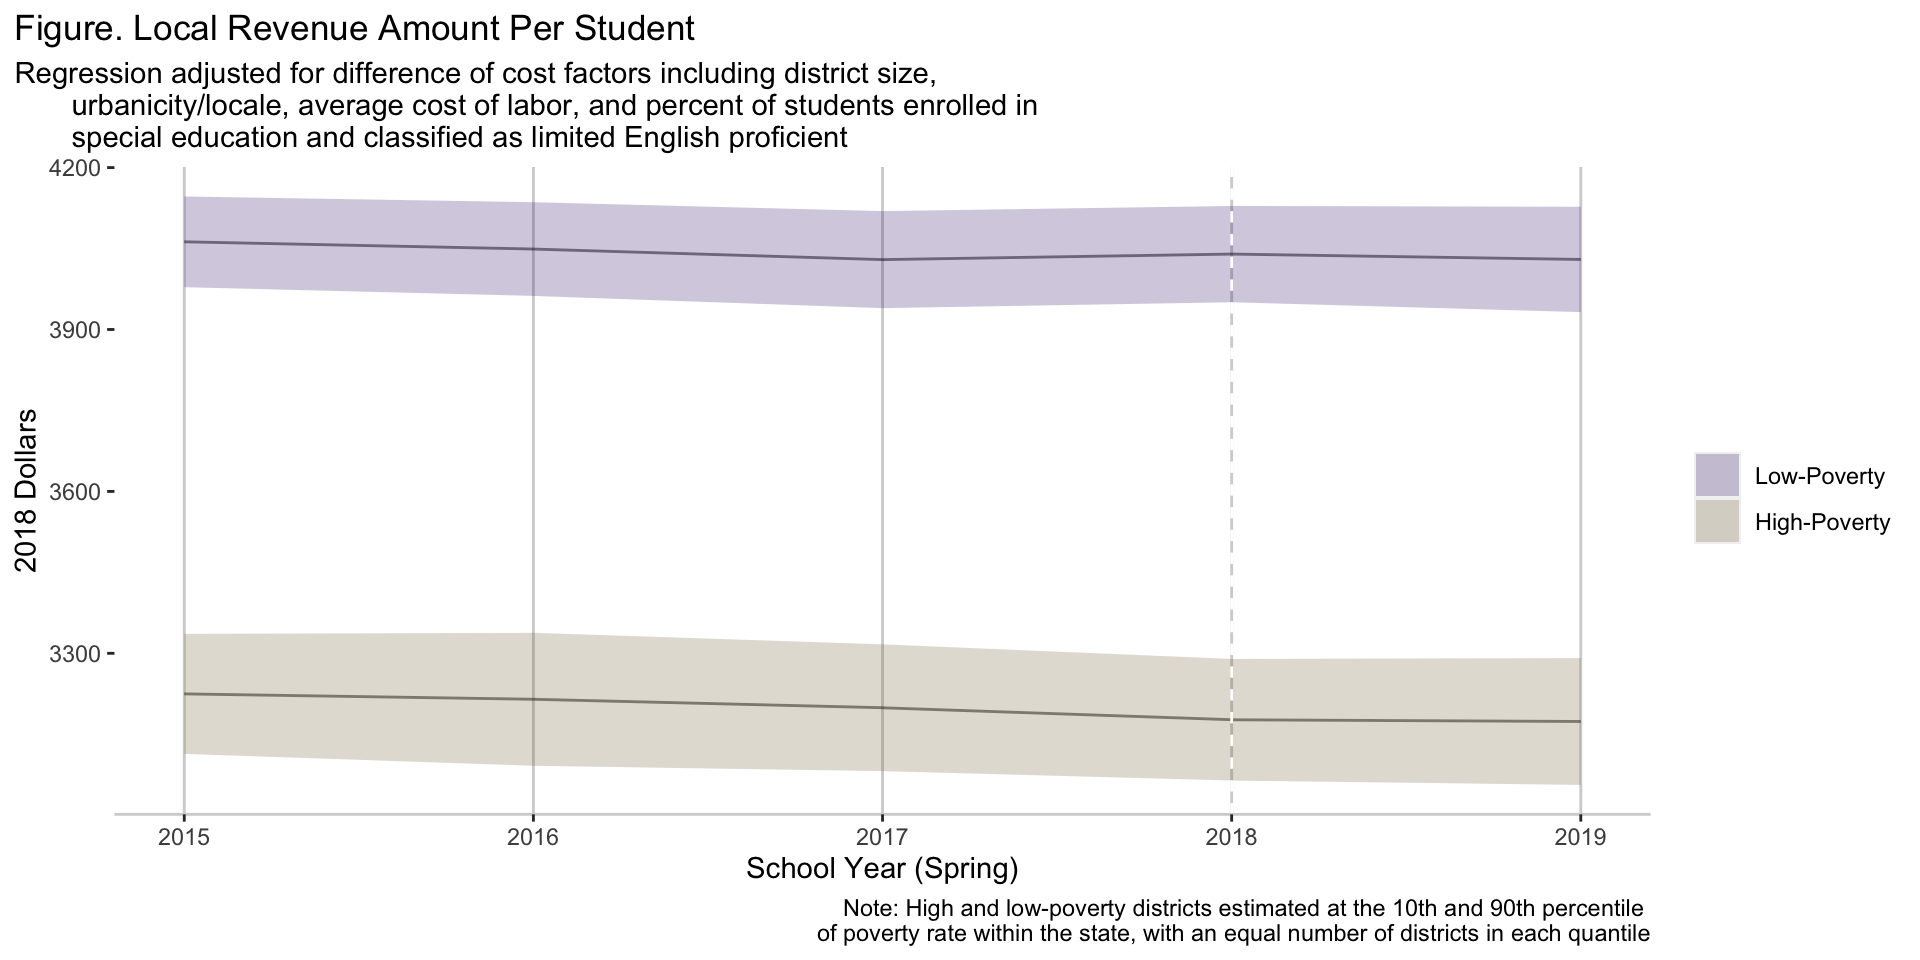 Figure. Local Revenue Amount Per Student
Regression adjusted for difference of cost factors including district size,
urbanicity/locale, average cost of labor, and percent of students enrolled in
special education and classified as limited English proficient
4200
3900
3600
3300
2018 Dollars
2015 2016 2017 2018 2019
School Year (Spring)
Low-Poverty
High-Poverty
Note: High and low-poverty districts estimated at the 10th and 90th percentile
of poverty rate within the state, with an equal number of districts in each quantile